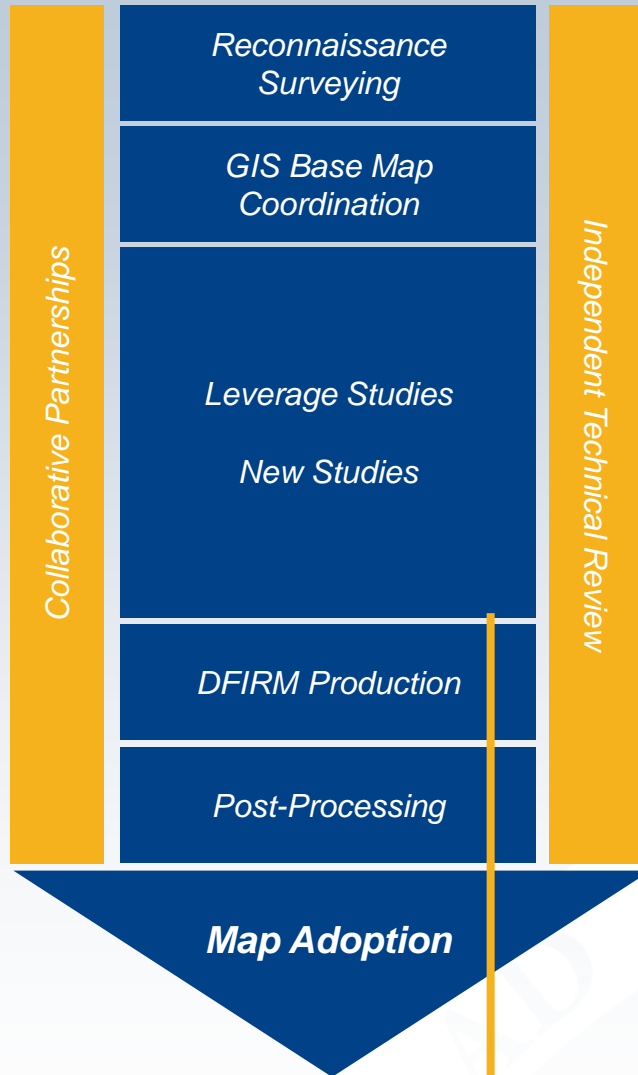 Reconnaissance
Surveying
GIS Base Map
Coordination
Collaborative Partnerships
Independent Technical Review
Leverage Studies
New Studies
DFIRM Production
Post-Processing
Map Adoption